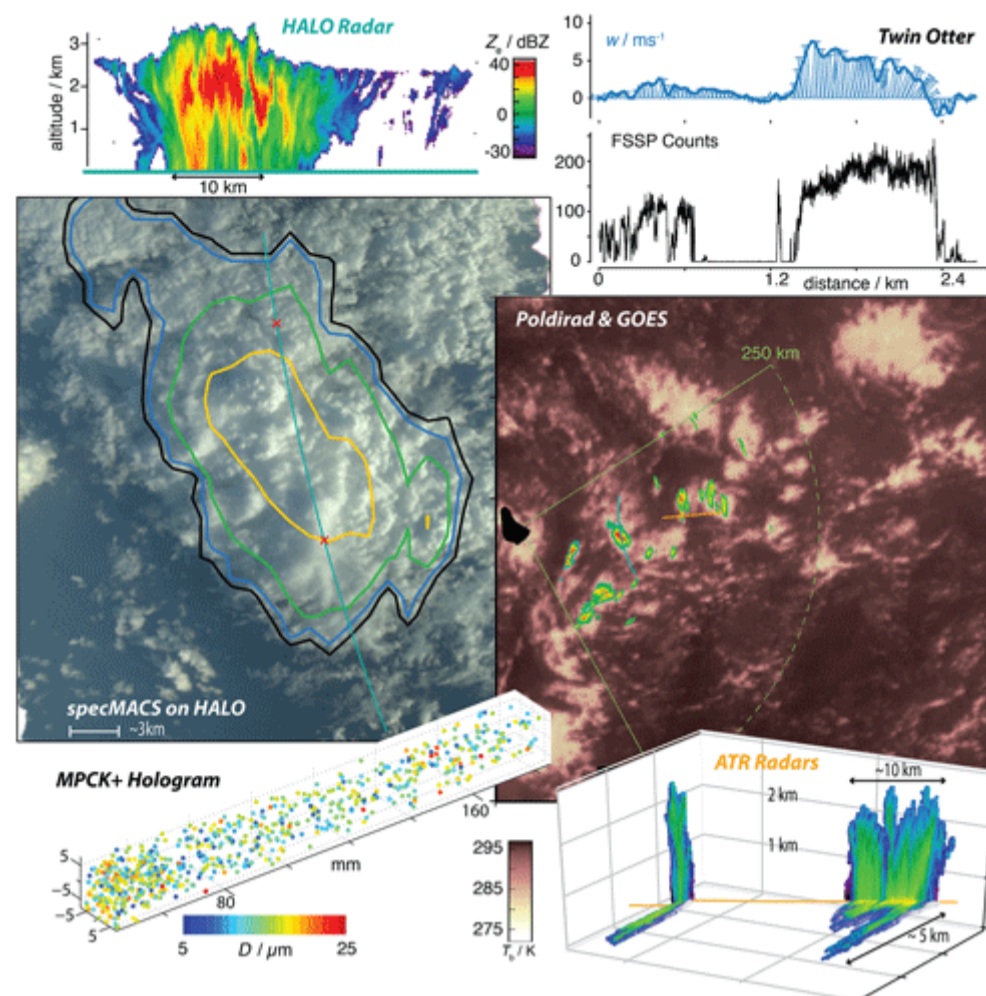 HALO Radar
altitude / km
3
2
1
10 km
Zₑ / dBZ
40
0
-30
Twin Otter
w / ms⁻¹
10
5
0
FSSP Counts
200
100
0
0
1.2
2.4
distance / km
specMACS on HALO
~3km
Poldirad & GOES
250 km
MPCK+ Hologram
5
−5
−5
5
80
160
mm
5
25
D / μm
295
285
275
T_b / K
ATR Radars
~10 km
2 km
1 km
~ 5 km